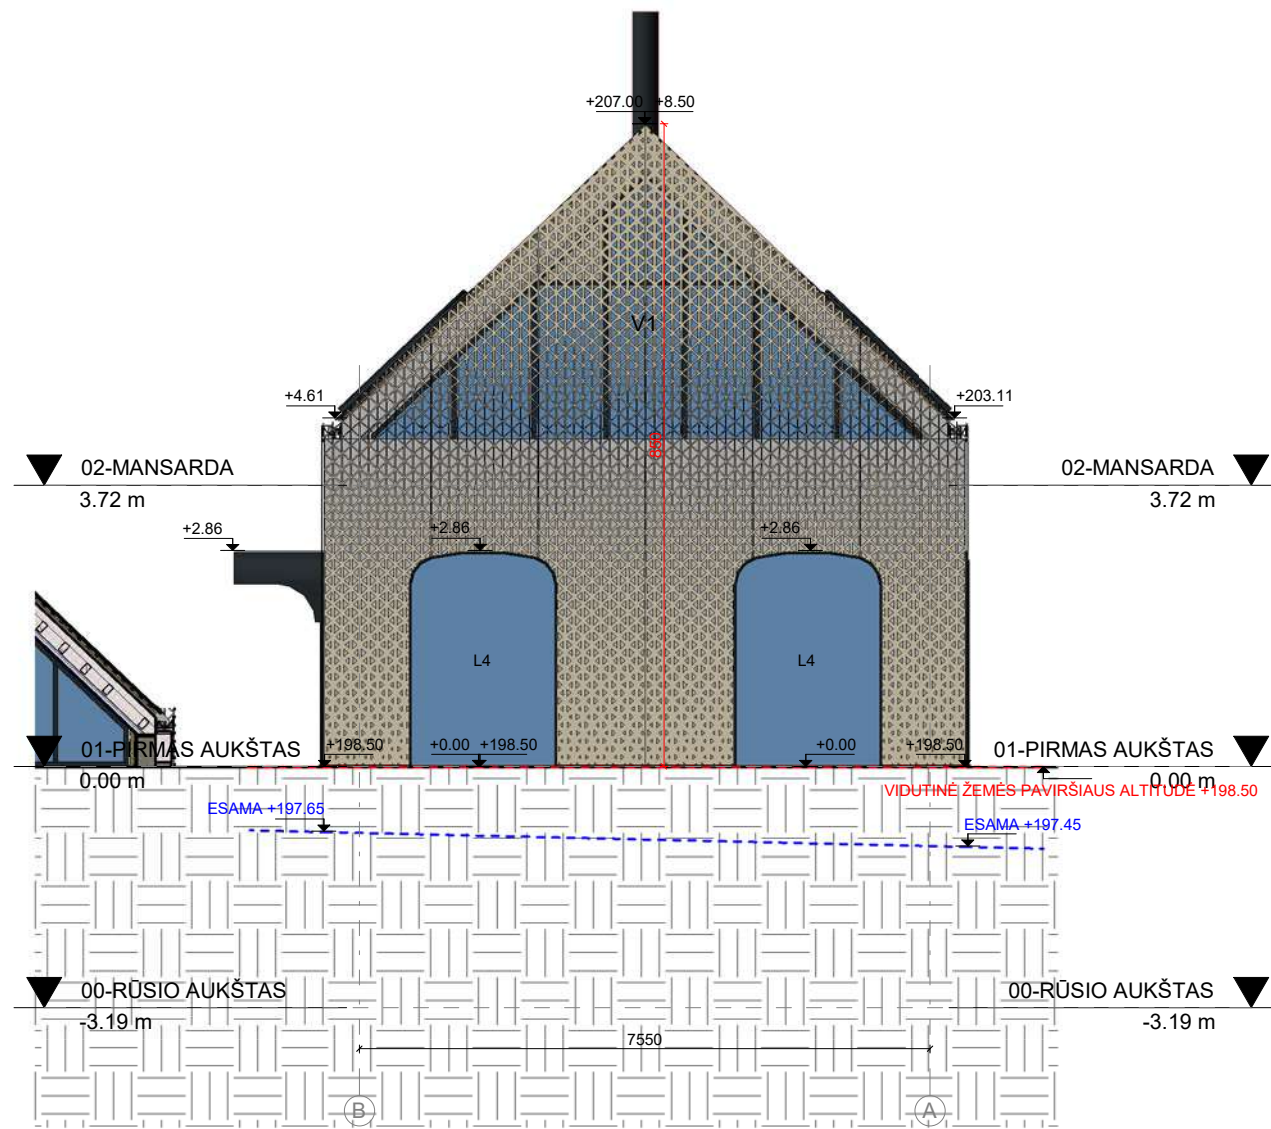 +207.00 +8.50
V1
+4.61
+203.11
850
02-MANSARDA
3.72 m
02-MANSARDA
3.72 m
+2.86
+2.86
+2.86
L4
L4
01-PIRMAS AUKŠTAS
0.00 m
+198.50
+0.00 +198.50
+0.00
+198.50
01-PIRMAS AUKŠTAS
0.00 m
VIDUTINĖ ŽEMĖS PAVIRŠIAUS ALTITUDĖ +198.50
ESAMA +197.65
ESAMA +197.45
00-RŪSIO AUKŠTAS
-3.19 m
00-RŪSIO AUKŠTAS
-3.19 m
7550
B
A